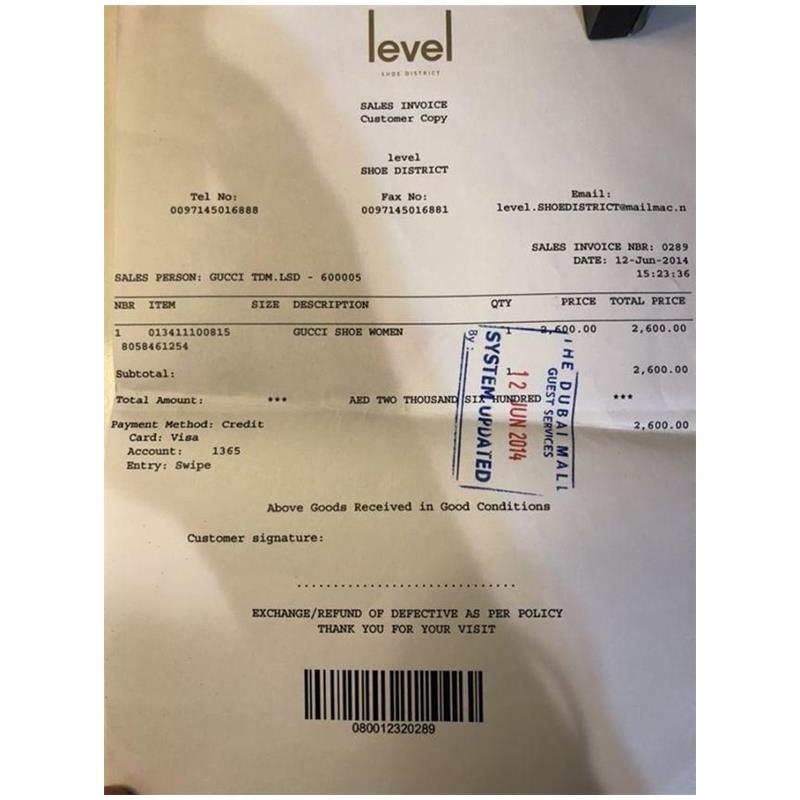 level
SHOE DISTRICT
SALES INVOICE
Customer Copy
level
SHOE DISTRICT
Tel No: Fax No: Email:
0097145016888 0097145016881 level.SHOEDISTRICT@mailmac.n
SALES INVOICE NBR: 0289
DATE: 12-Jun-2014
15:23:36
SALES PERSON: GUCCI TDM.LSD - 600005
NBR ITEM SIZE DESCRIPTION QTY PRICE TOTAL PRICE
1 013411100815 GUCCI SHOE WOMEN 1 2,600.00 2,600.00
8058461254
Subtotal: 1 2,600.00
Total Amount: *** AED TWO THOUSAND SIX HUNDRED ***
Payment Method: Credit 2,600.00
Card: Visa
Account: 1365
Entry: Swipe
THE DUBAI MALL
GUEST SERVICES
12 JUN 2014
SYSTEM UPDATED
By:
Above Goods Received in Good Conditions
Customer signature:
..............................
EXCHANGE/REFUND OF DEFECTIVE AS PER POLICY
THANK YOU FOR YOUR VISIT
080012320289